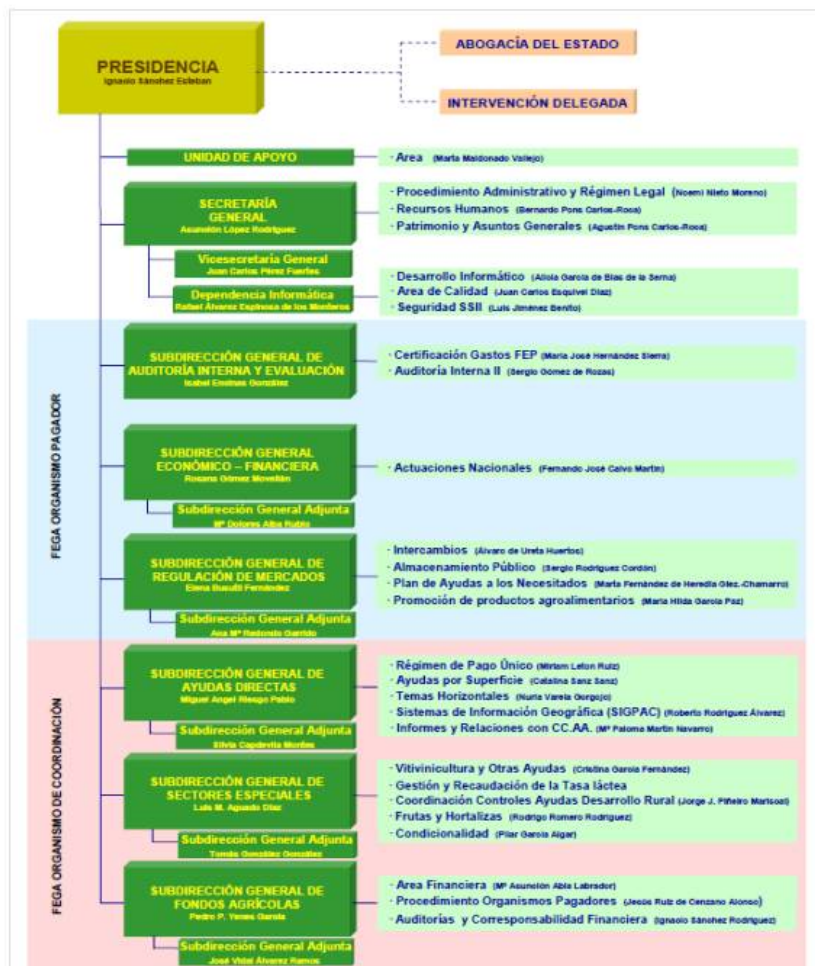 PRESIDENCIA
Ignacio Sánchez Esteban
ABOGACÍA DEL ESTADO
INTERVENCIÓN DELEGADA
UNIDAD DE APOYO
· Area (Marta Maldonado Vallejo)
SECRETARÍA
GENERAL
Asunción López Rodríguez
· Procedimiento Administrativo y Régimen Legal (Noemí Nieto Moreno)
· Recursos Humanos (Bernardo Pons Carlos-Roca)
· Patrimonio y Asuntos Generales (Agustín Pons Carlos-Roca)
Vicesecretaría General
Juan Carlos Pérez Fuertes
Dependencia Informática
Rafael Álvarez Espinosa de los Monteros
· Desarrollo Informático (Alicia García de Blas de la Serna)
· Area de Calidad (Juan Carlos Esquivel Díaz)
· Seguridad SSII (Luis Jiménez Benito)
FEGA ORGANISMO PAGADOR
SUBDIRECCIÓN GENERAL DE
AUDITORÍA INTERNA Y EVALUACIÓN
Isabel Encinas González
· Certificación Gastos FEP (María José Hernández Sierra)
· Auditoría Interna II (Sergio Gómez de Rozas)
SUBDIRECCIÓN GENERAL
ECONÓMICO – FINANCIERA
Rosana Gómez Movellán
· Actuaciones Nacionales (Fernando José Calvo Martín)
Subdirección General Adjunta
Mª Dolores Alba Rubio
SUBDIRECCIÓN GENERAL DE
REGULACIÓN DE MERCADOS
Elena Busutil Fernández
· Intercambios (Álvaro de Ureta Huertos)
· Almacenamiento Público (Sergio Rodríguez Cordón)
· Plan de Ayudas a los Necesitados (Marta Fernández de Heredia Glez.-Chamarro)
· Promoción de productos agroalimentarios (María Hilda García Paz)
Subdirección General Adjunta
Ana Mª Redondo Garrido
FEGA ORGANISMO DE COORDINACIÓN
SUBDIRECCIÓN GENERAL DE
AYUDAS DIRECTAS
Miguel Angel Riesgo Pablo
· Régimen de Pago Único (Miriam Letón Ruiz)
· Ayudas por Superficie (Catalina Sanz Sanz)
· Temas Horizontales (Nuria Varela Gorgojo)
· Sistemas de Información Geográfica (SIGPAC) (Roberto Rodríguez Álvarez)
· Informes y Relaciones con CC.AA. (Mª Paloma Martín Navarro)
Subdirección General Adjunta
Silvia Capdevila Montes
SUBDIRECCIÓN GENERAL DE
SECTORES ESPECIALES
Luis M. Aguado Díaz
· Vitivinicultura y Otras Ayudas (Cristina García Fernández)
· Gestión y Recaudación de la Tasa láctea
· Coordinación Controles Ayudas Desarrollo Rural (Jorge J. Piñeiro Mariscal)
· Frutas y Hortalizas (Rodrigo Romero Rodríguez)
· Condicionalidad (Pilar García Algar)
Subdirección General Adjunta
Tomás González González
SUBDIRECCIÓN GENERAL DE
FONDOS AGRÍCOLAS
Pedro P. Yenes García
· Area Financiera (Mª Asunción Abia Labrador)
· Procedimiento Organismos Pagadores (Jesús Ruiz de Cenzano Alonso)
· Auditorías y Corresponsabilidad Financiera (Ignacio Sánchez Rodríguez)
Subdirección General Adjunta
José Vidal Álvarez Ramos